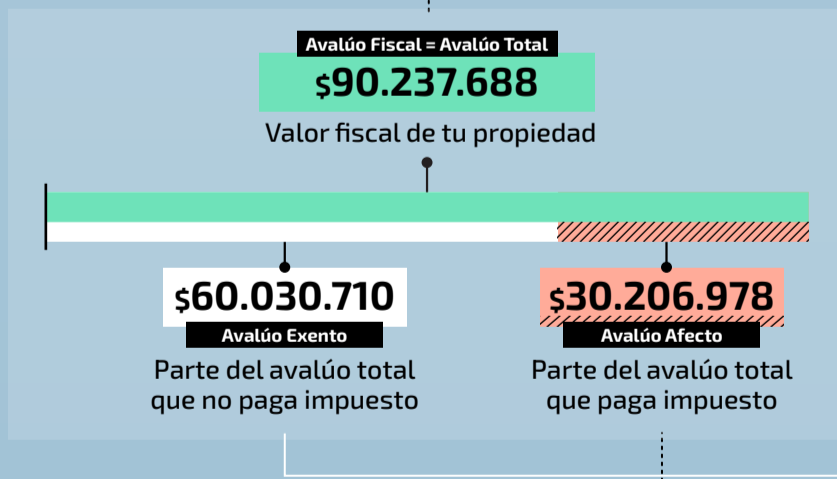 Avalúo Fiscal = Avalúo Total
$90.237.688
Valor fiscal de tu propiedad
$60.030.710
Avalúo Exento
Parte del avalúo total
que no paga impuesto
$30.206.978
Avalúo Afecto
Parte del avalúo total
que paga impuesto